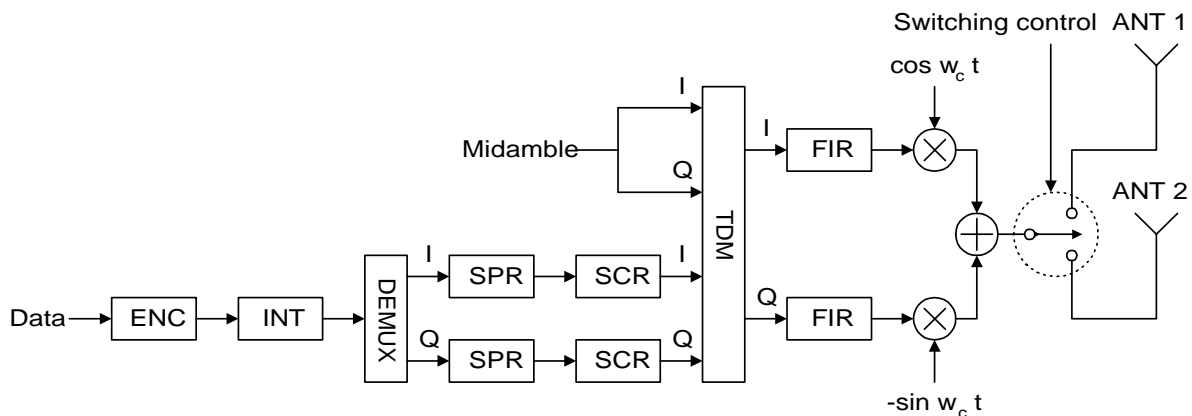 Switching control ANT 1
cos w_c t
I
I
Midamble
FIR
Q
ANT 2
TDM
I
I
SPR
SCR
Q
Data
ENC
INT
DEMUX
FIR
Q
Q
SPR
SCR
-sin w_c t